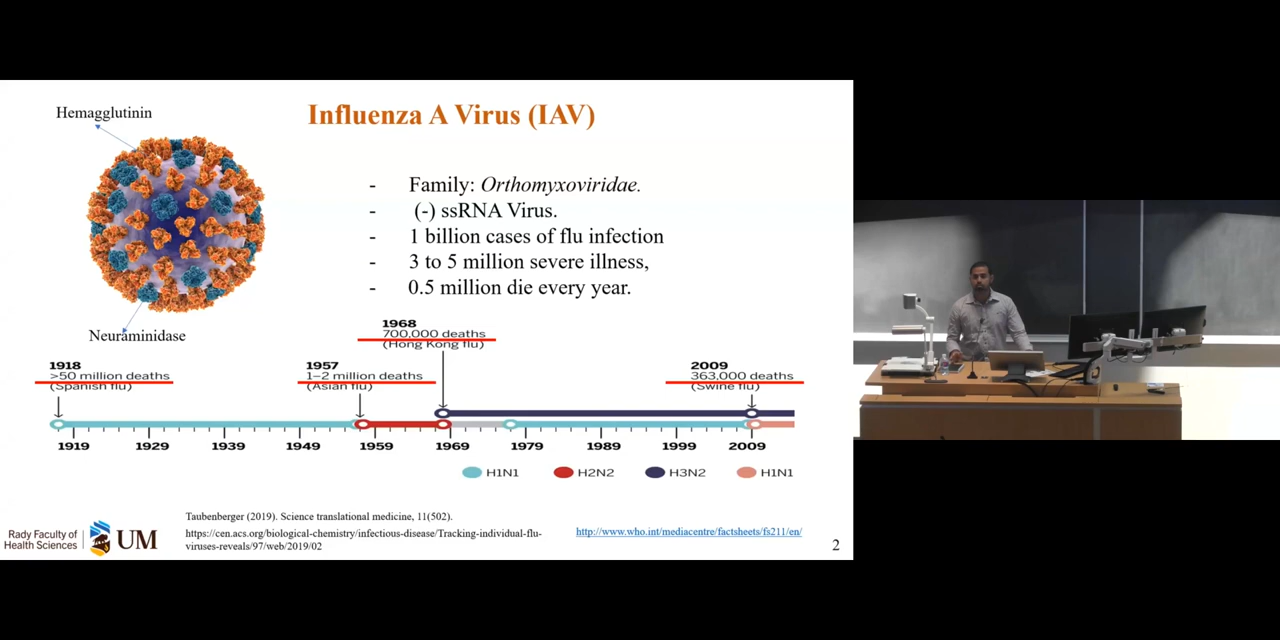 Influenza A Virus (IAV)
Hemagglutinin
Neuraminidase
- Family: Orthomyxoviridae.
- (-) ssRNA Virus.
- 1 billion cases of flu infection
- 3 to 5 million severe illness,
- 0.5 million die every year.
1918
>50 million deaths
(Spanish flu)
1957
1–2 million deaths
(Asian flu)
1968
700,000 deaths
(Hong Kong flu)
2009
363,000 deaths
(Swine flu)
1919 1929 1939 1949 1959 1969 1979 1989 1999 2009
H1N1 H2N2 H3N2 H1N1
Taubenberger (2019). Science translational medicine, 11(502).
https://cen.acs.org/biological-chemistry/infectious-disease/Tracking-individual-flu-
viruses-reveals/97/web/2019/02
http://www.who.int/mediacentre/factsheets/fs211/en/
Rady Faculty of
Health Sciences
UM
2